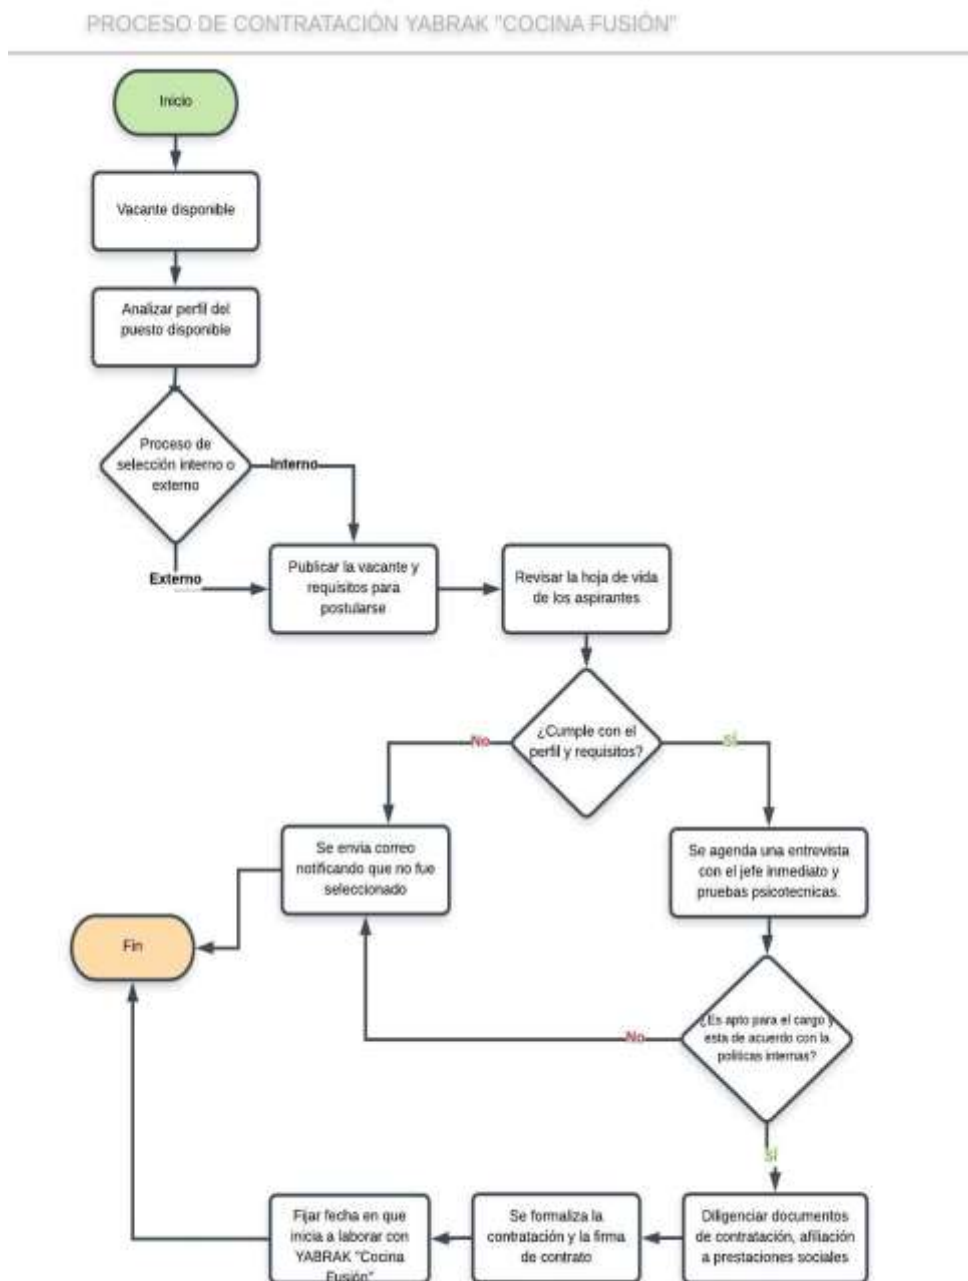 PROCESO DE CONTRATACIÓN YABRAK "COCINA FUSIÓN"
Inicio
Vacante disponible
Analizar perfil del
puesto disponible
Proceso de
selección interno o
externo
Interno
Externo
Publicar la vacante y
requisitos para
postularse
Revisar la hoja de vida
de los aspirantes
¿Cumple con el
perfil y requisitos?
No
sí
Se envia correo
notificando que no fue
seleccionado
Se agenda una entrevista
con el jefe inmediato y
pruebas psicotecnicas.
Fin
¿Es apto para el cargo y
esta de acuerdo con la
politicas internas?
No
sí
Diligenciar documentos
de contratación, afiliación
a prestaciones sociales
Se formaliza la
contratación y la firma
de contrato
Fijar fecha en que
inicia a laborar con
YABRAK "Cocina
Fusión"